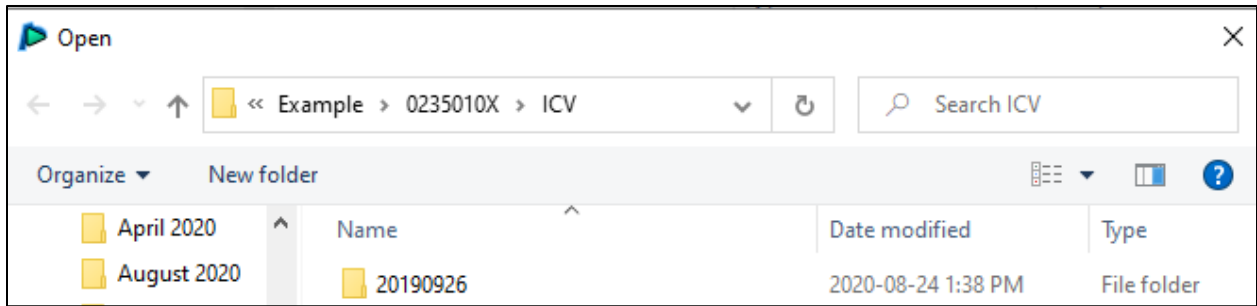 Open
« Example > 0235010X > ICV Search ICV
Organize New folder ?
April 2020 Name Date modified Type
August 2020 20190926 2020-08-24 1:38 PM File folder